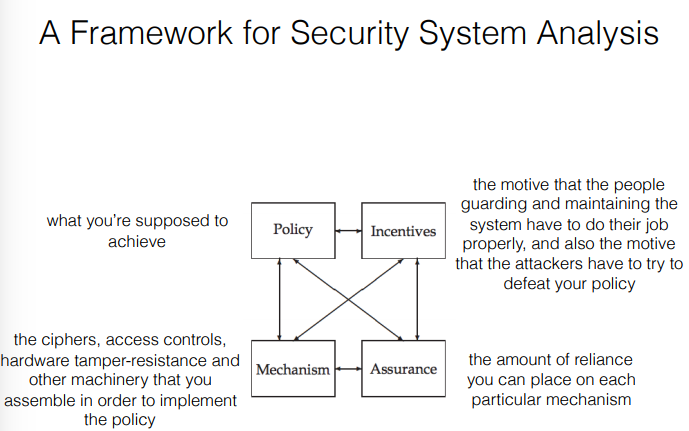 A Framework for Security System Analysis
what you're supposed to
achieve
Policy
Incentives
the motive that the people
guarding and maintaining the
system have to do their job
properly, and also the motive
that the attackers have to try to
defeat your policy
the ciphers, access controls,
hardware tamper-resistance and
other machinery that you
assemble in order to implement
the policy
Mechanism
Assurance
the amount of reliance
you can place on each
particular mechanism